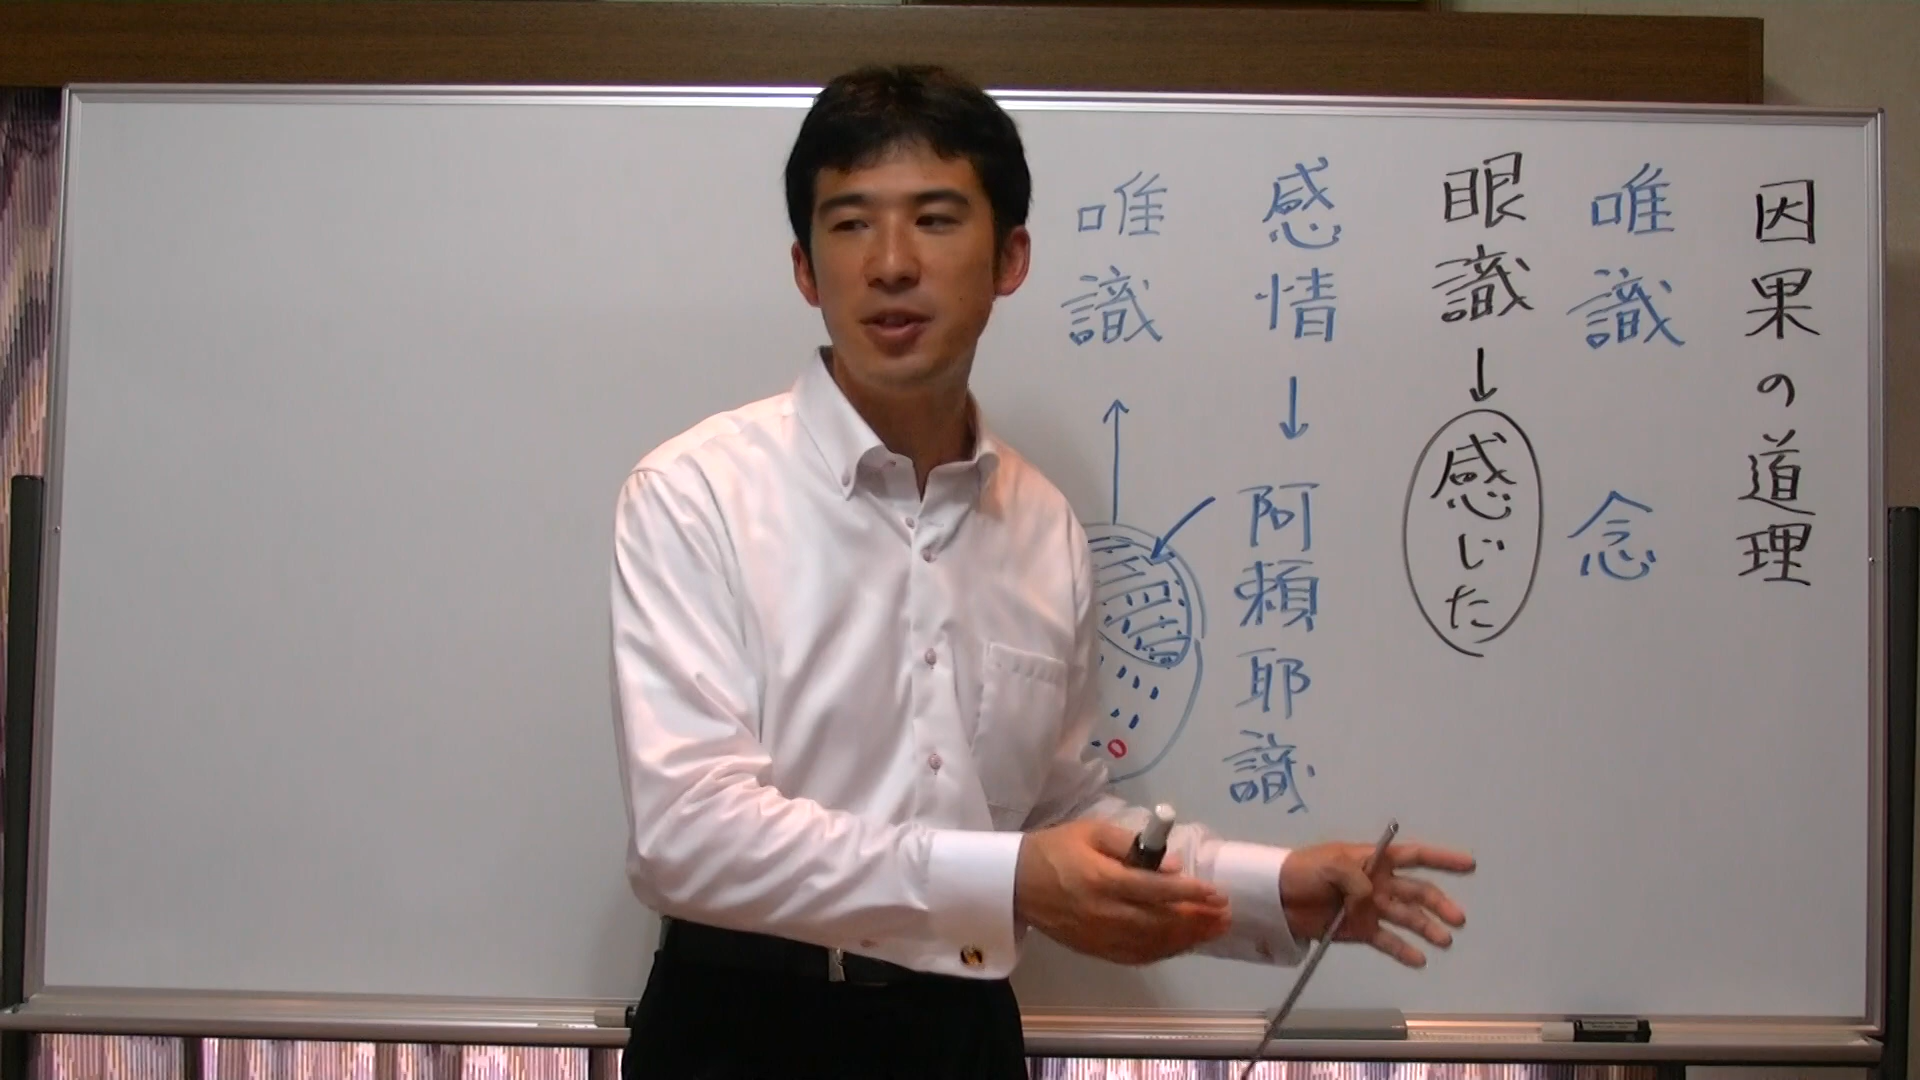 因果の道理
唯識 念
眼識↓感じた
感情↓阿頼耶識
唯識